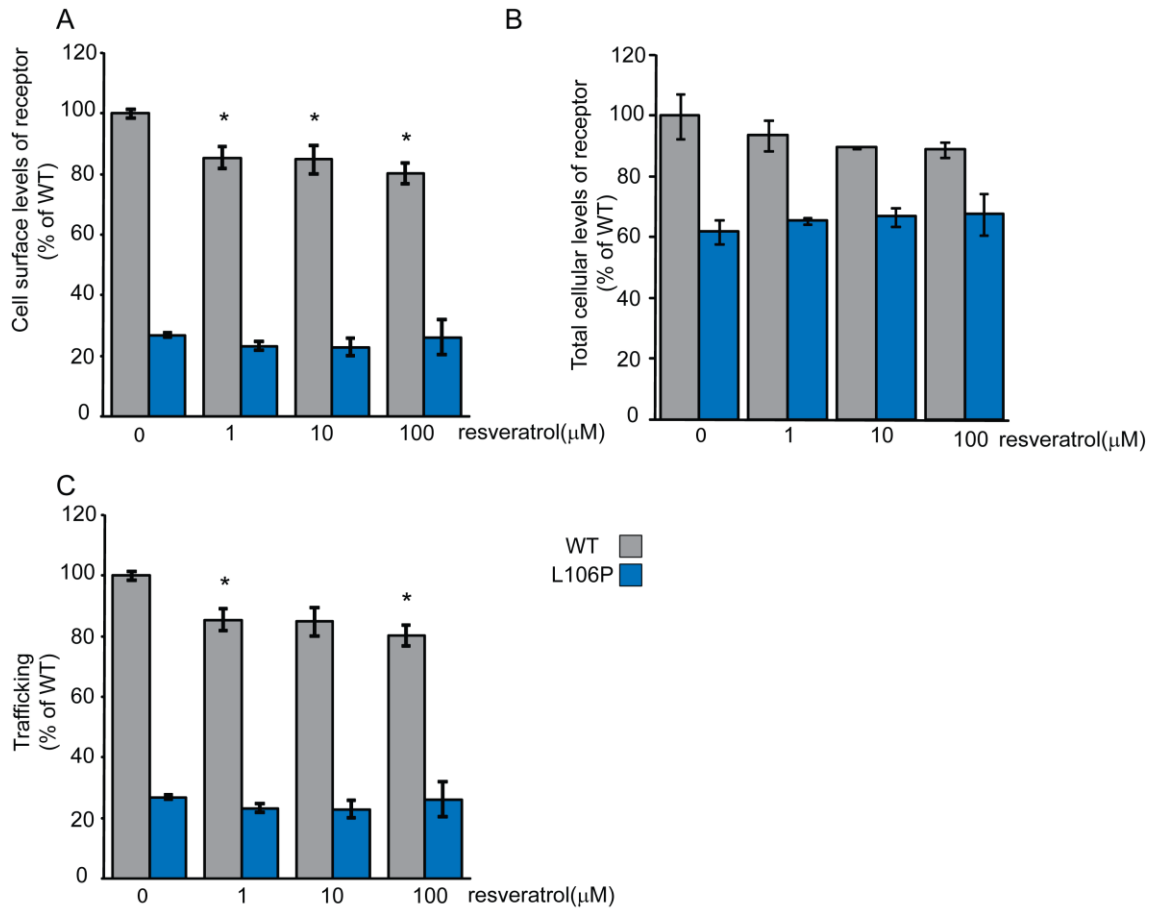 A
Cell surface levels of receptor
(% of WT)
120
100
80
60
40
20
0
* * *
0 1 10 100 resveratrol(μM)
B
Total cellular levels of receptor
(% of WT)
120
100
80
60
40
20
0
0 1 10 100 resveratrol(μM)
C
Trafficking
(% of WT)
120
100
80
60
40
20
0
* *
0 1 10 100 resveratrol(μM)
WT
L106P